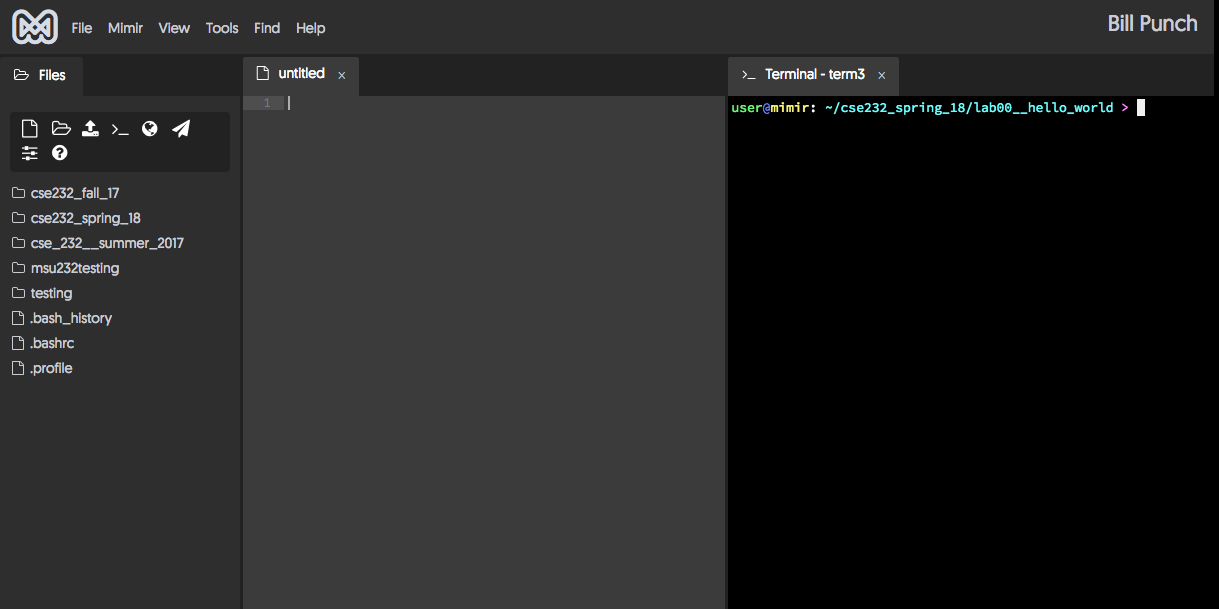 File Mimir View Tools Find Help
Bill Punch
Files
untitled ×
Terminal - term3 ×
1
user@mimir: ~/cse232_spring_18/lab00__hello_world >
cse232_fall_17
cse232_spring_18
cse_232__summer_2017
msu232testing
testing
.bash_history
.bashrc
.profile